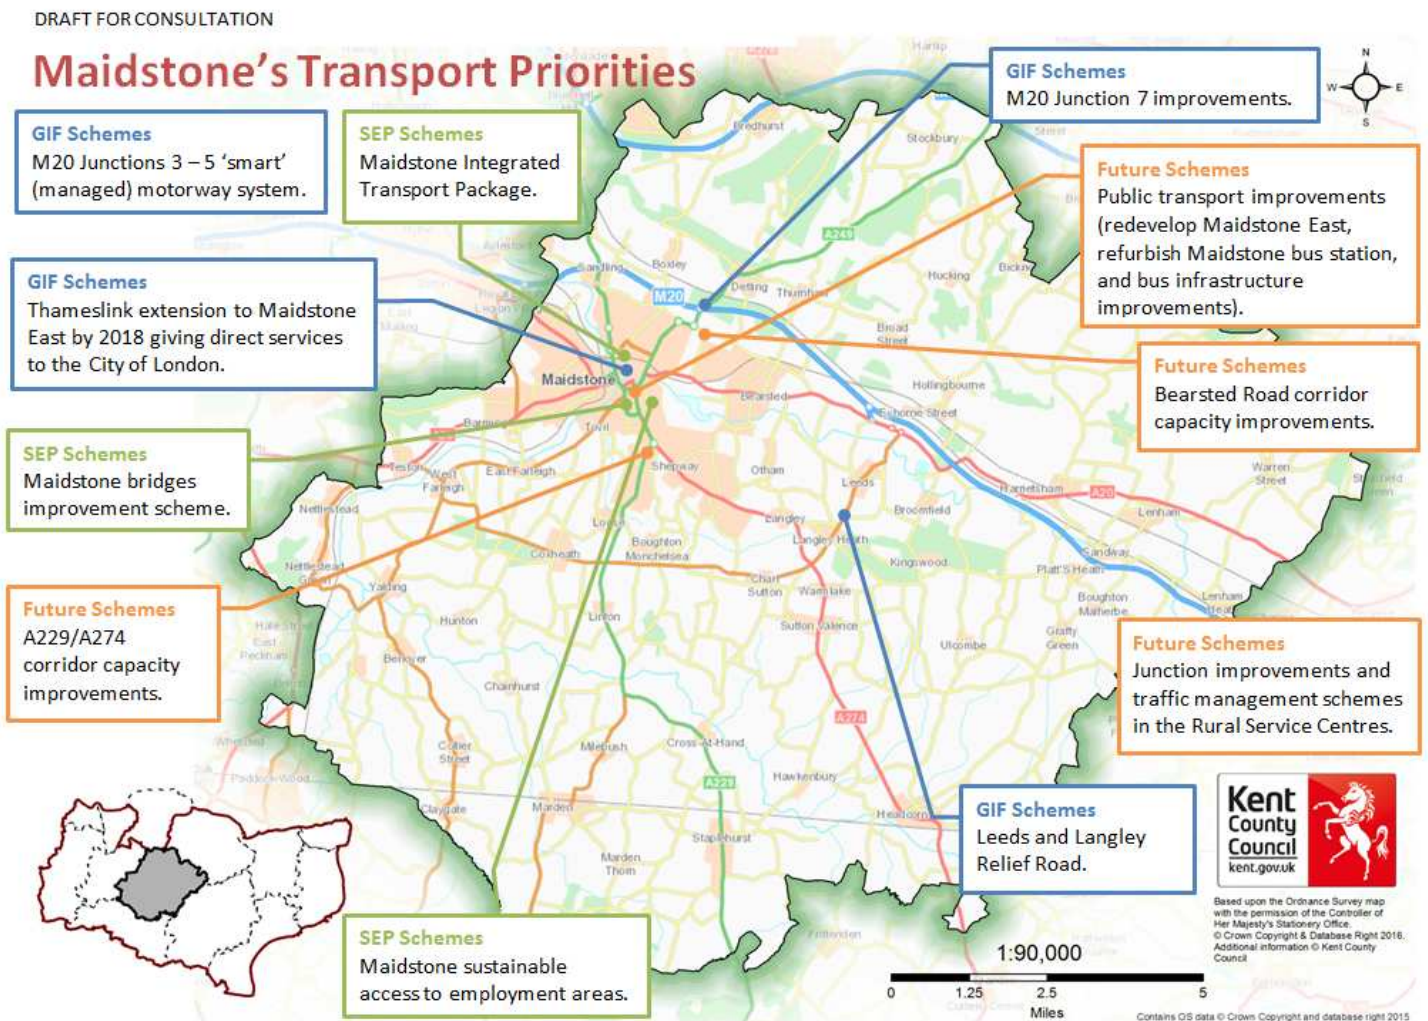 DRAFT FOR CONSULTATION
Maidstone's Transport Priorities
GIF Schemes
M20 Junctions 3 – 5 ‘smart’
(managed) motorway system.
SEP Schemes
Maidstone Integrated
Transport Package.
GIF Schemes
M20 Junction 7 improvements.
N
W
E
S
Future Schemes
Public transport improvements
(redevelop Maidstone East,
refurbish Maidstone bus station,
and bus infrastructure
improvements).
GIF Schemes
Thameslink extension to Maidstone
East by 2018 giving direct services
to the City of London.
Future Schemes
Bearsted Road corridor
capacity improvements.
SEP Schemes
Maidstone bridges
improvement scheme.
Future Schemes
A229/A274
corridor capacity
improvements.
Future Schemes
Junction improvements and
traffic management schemes
in the Rural Service Centres.
GIF Schemes
Leeds and Langley
Relief Road.
SEP Schemes
Maidstone sustainable
access to employment areas.
Bredhurst
Stockbury
A249
Sandling
Boxley
Detling
Thurnham
Hucking
M20
Broad
Street
Maidstone
Hollingbourne
Bearsted
Eyhorne Street
Tovil
Teston
West
Farleigh
East Farleigh
Shepway
Otham
Leeds
Warren
Street
Harrietsham
A20
Lenham
Nettlestead
Langley
Broomfield
Loose
Boughton
Monchelsea
Langley Heath
Coxheath
Kingswood
Sandway
Platt'S Heath
Nettlestead
Green
Yalding
Chart
Sutton
Warmlake
Boughton
Malherbe
Lenham
Heath
Hunton
Linton
Sutton Valence
Grafty
Green
Ulcombe
Benover
Chainhurst
A274
Collier
Street
Milebush
Cross-At-Hand
A229
Hawkenbury
Claygate
Marden
Headcorn
Staplehurst
Marden
Thorn
Paddock Wood
Frittenden
Kent
County
Council
kent.gov.uk
Based upon the Ordnance Survey map
with the permission of the Controller of
Her Majesty's Stationery Office.
© Crown Copyright & Database Right 2016.
Additional information © Kent County
Council
1:90,000
0
1.25
2.5
5
Miles
Contains OS data © Crown Copyright and database right 2015